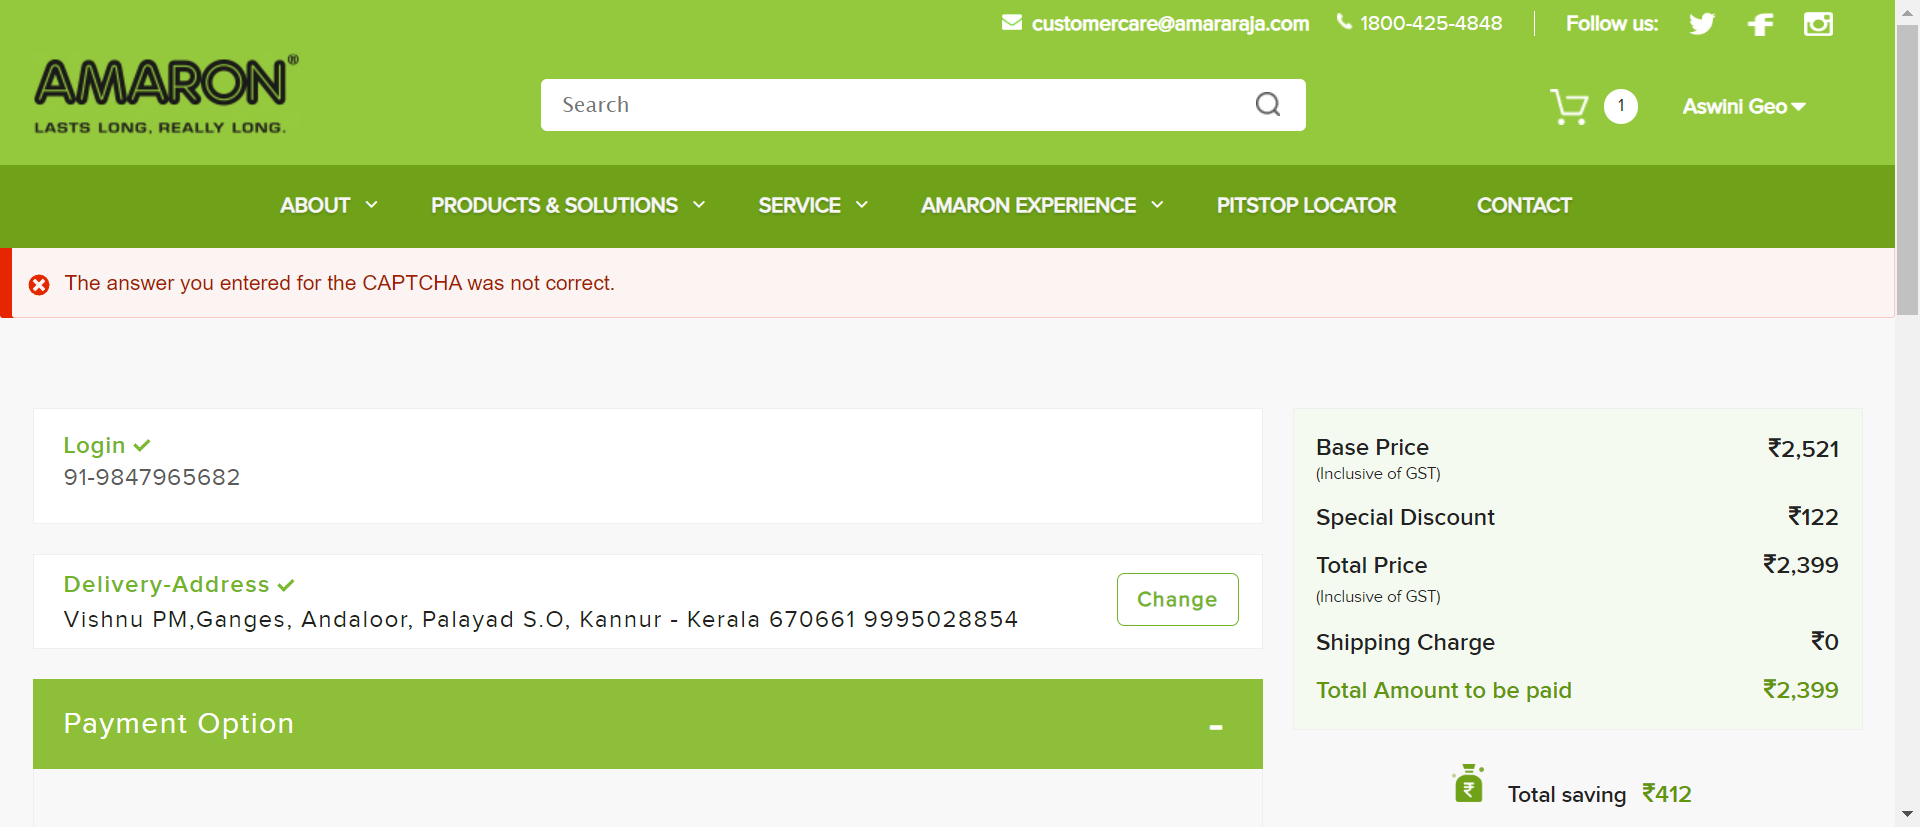 customercare@amararaja.com 1800-425-4848 Follow us:
AMARON®
LASTS LONG, REALLY LONG.
Search
1
Aswini Geo
ABOUT PRODUCTS & SOLUTIONS SERVICE AMARON EXPERIENCE PITSTOP LOCATOR CONTACT
The answer you entered for the CAPTCHA was not correct.
Login
91-9847965682
Delivery-Address
Vishnu PM,Ganges, Andaloor, Palayad S.O, Kannur - Kerala 670661 9995028854
Change
Payment Option
-
Base Price ₹2,521
(Inclusive of GST)
Special Discount ₹122
Total Price ₹2,399
(Inclusive of GST)
Shipping Charge ₹0
Total Amount to be paid ₹2,399
₹
Total saving ₹412